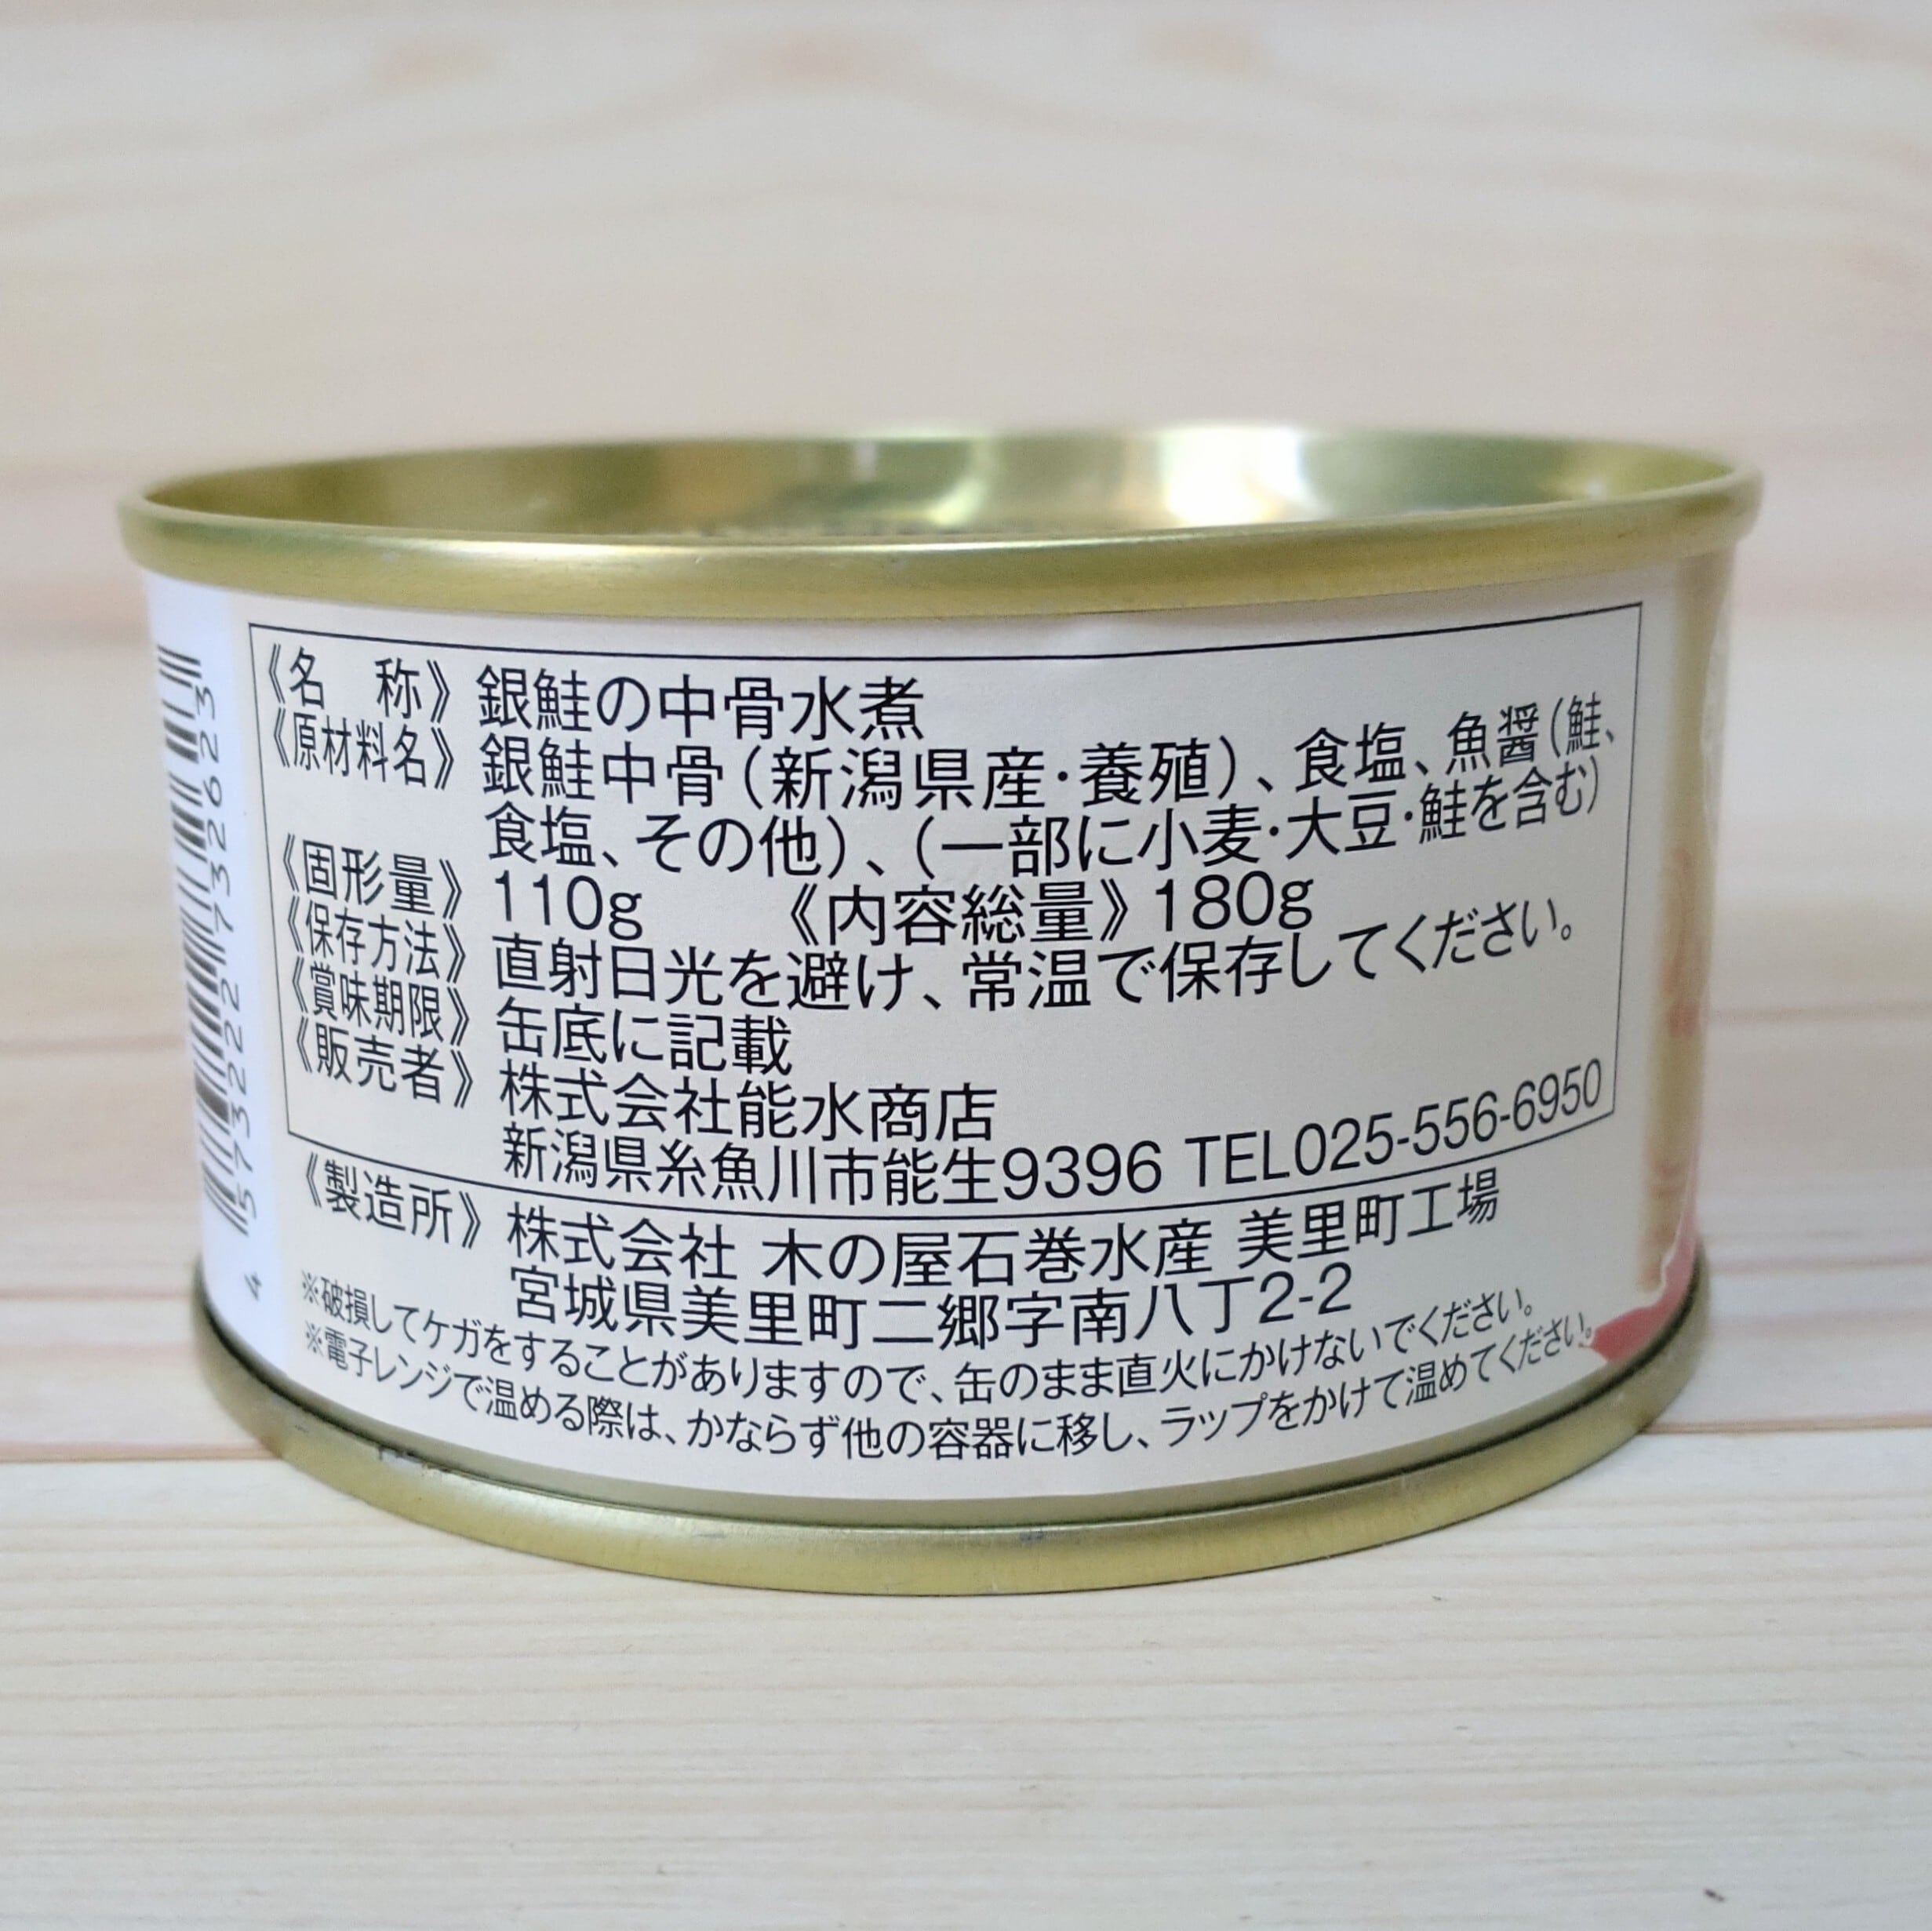 《名　称》 銀鮭の中骨水煮
《原材料名》 銀鮭中骨（新潟県産・養殖）、食塩、魚醤（鮭、
食塩、その他）、（一部に小麦・大豆・鮭を含む）
《固形量》 110g 《内容総量》 180g
《保存方法》 直射日光を避け、常温で保存してください。
《賞味期限》 缶底に記載
《販売者》 株式会社能水商店
新潟県糸魚川市能生9396 TEL025-556-6950
《製造所》 株式会社 木の屋石巻水産 美里町工場
宮城県美里町二郷字南八丁2-2
※破損してケガをすることがありますので、缶のまま直火にかけないでください。
※電子レンジで温める際は、かならず他の容器に移し、ラップをかけて温めてください。
4 573222 732623